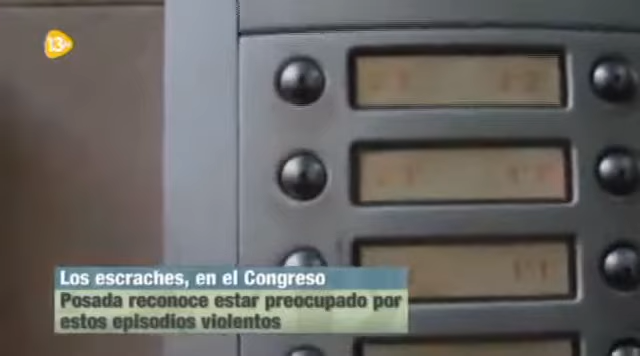 13
Los escraches, en el Congreso
Posada reconoce estar preocupado por
estos episodios violentos